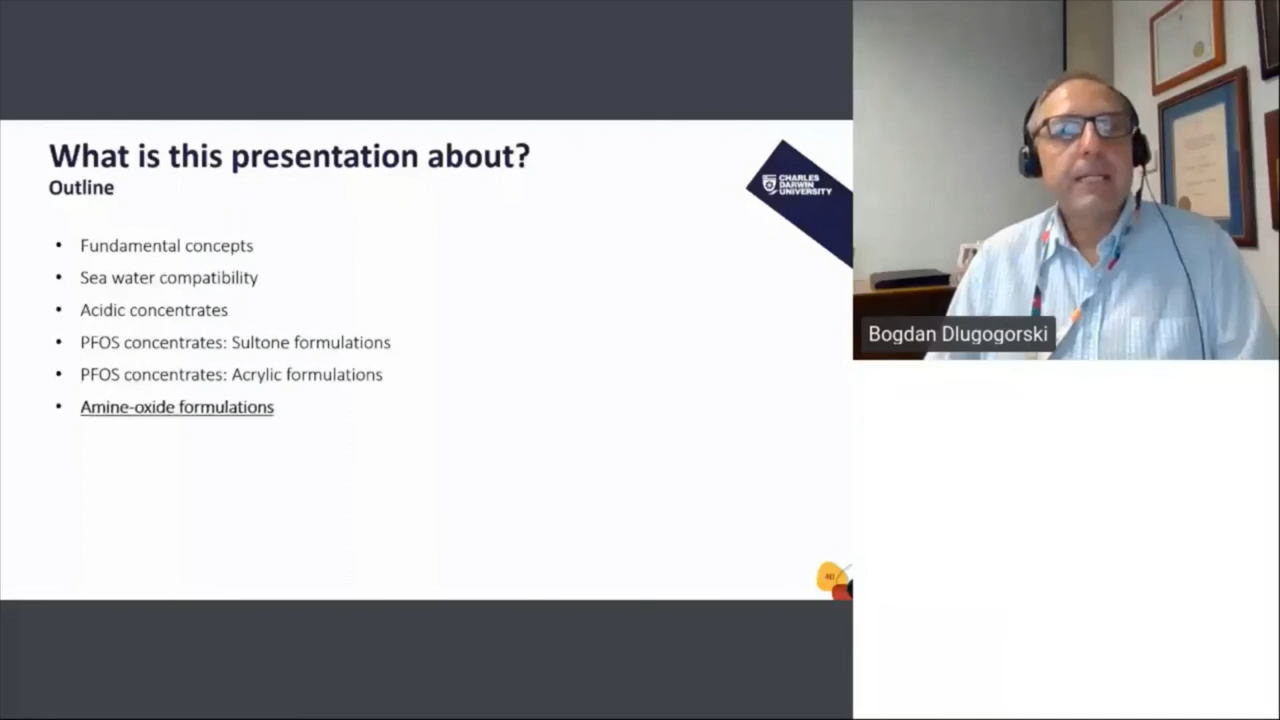 What is this presentation about?
Outline
CHARLES
DARWIN
UNIVERSITY
• Fundamental concepts
• Sea water compatibility
• Acidic concentrates
• PFOS concentrates: Sultone formulations
• PFOS concentrates: Acrylic formulations
• Amine-oxide formulations
Bogdan Dlugogorski